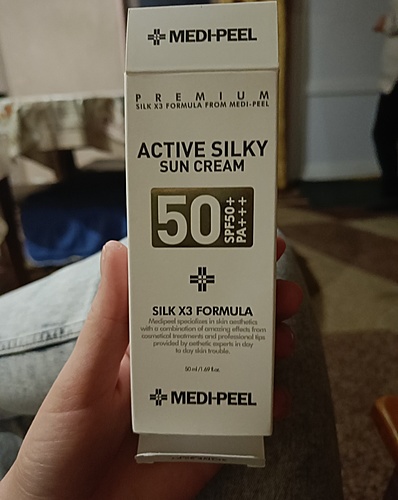 MEDI-PEEL
PREMIUM
SILK X3 FORMULA FROM MEDI-PEEL
ACTIVE SILKY
SUN CREAM
50
SPF50+
PA+++
SILK X3 FORMULA
Medipeel specializes in skin aesthetics
with a combination of amazing effects from
cosmetical treatments and professional tips
provided by aethetic experts in day
to day skin trouble.
50 ml / 1.69 fl.oz.
MEDI-PEEL